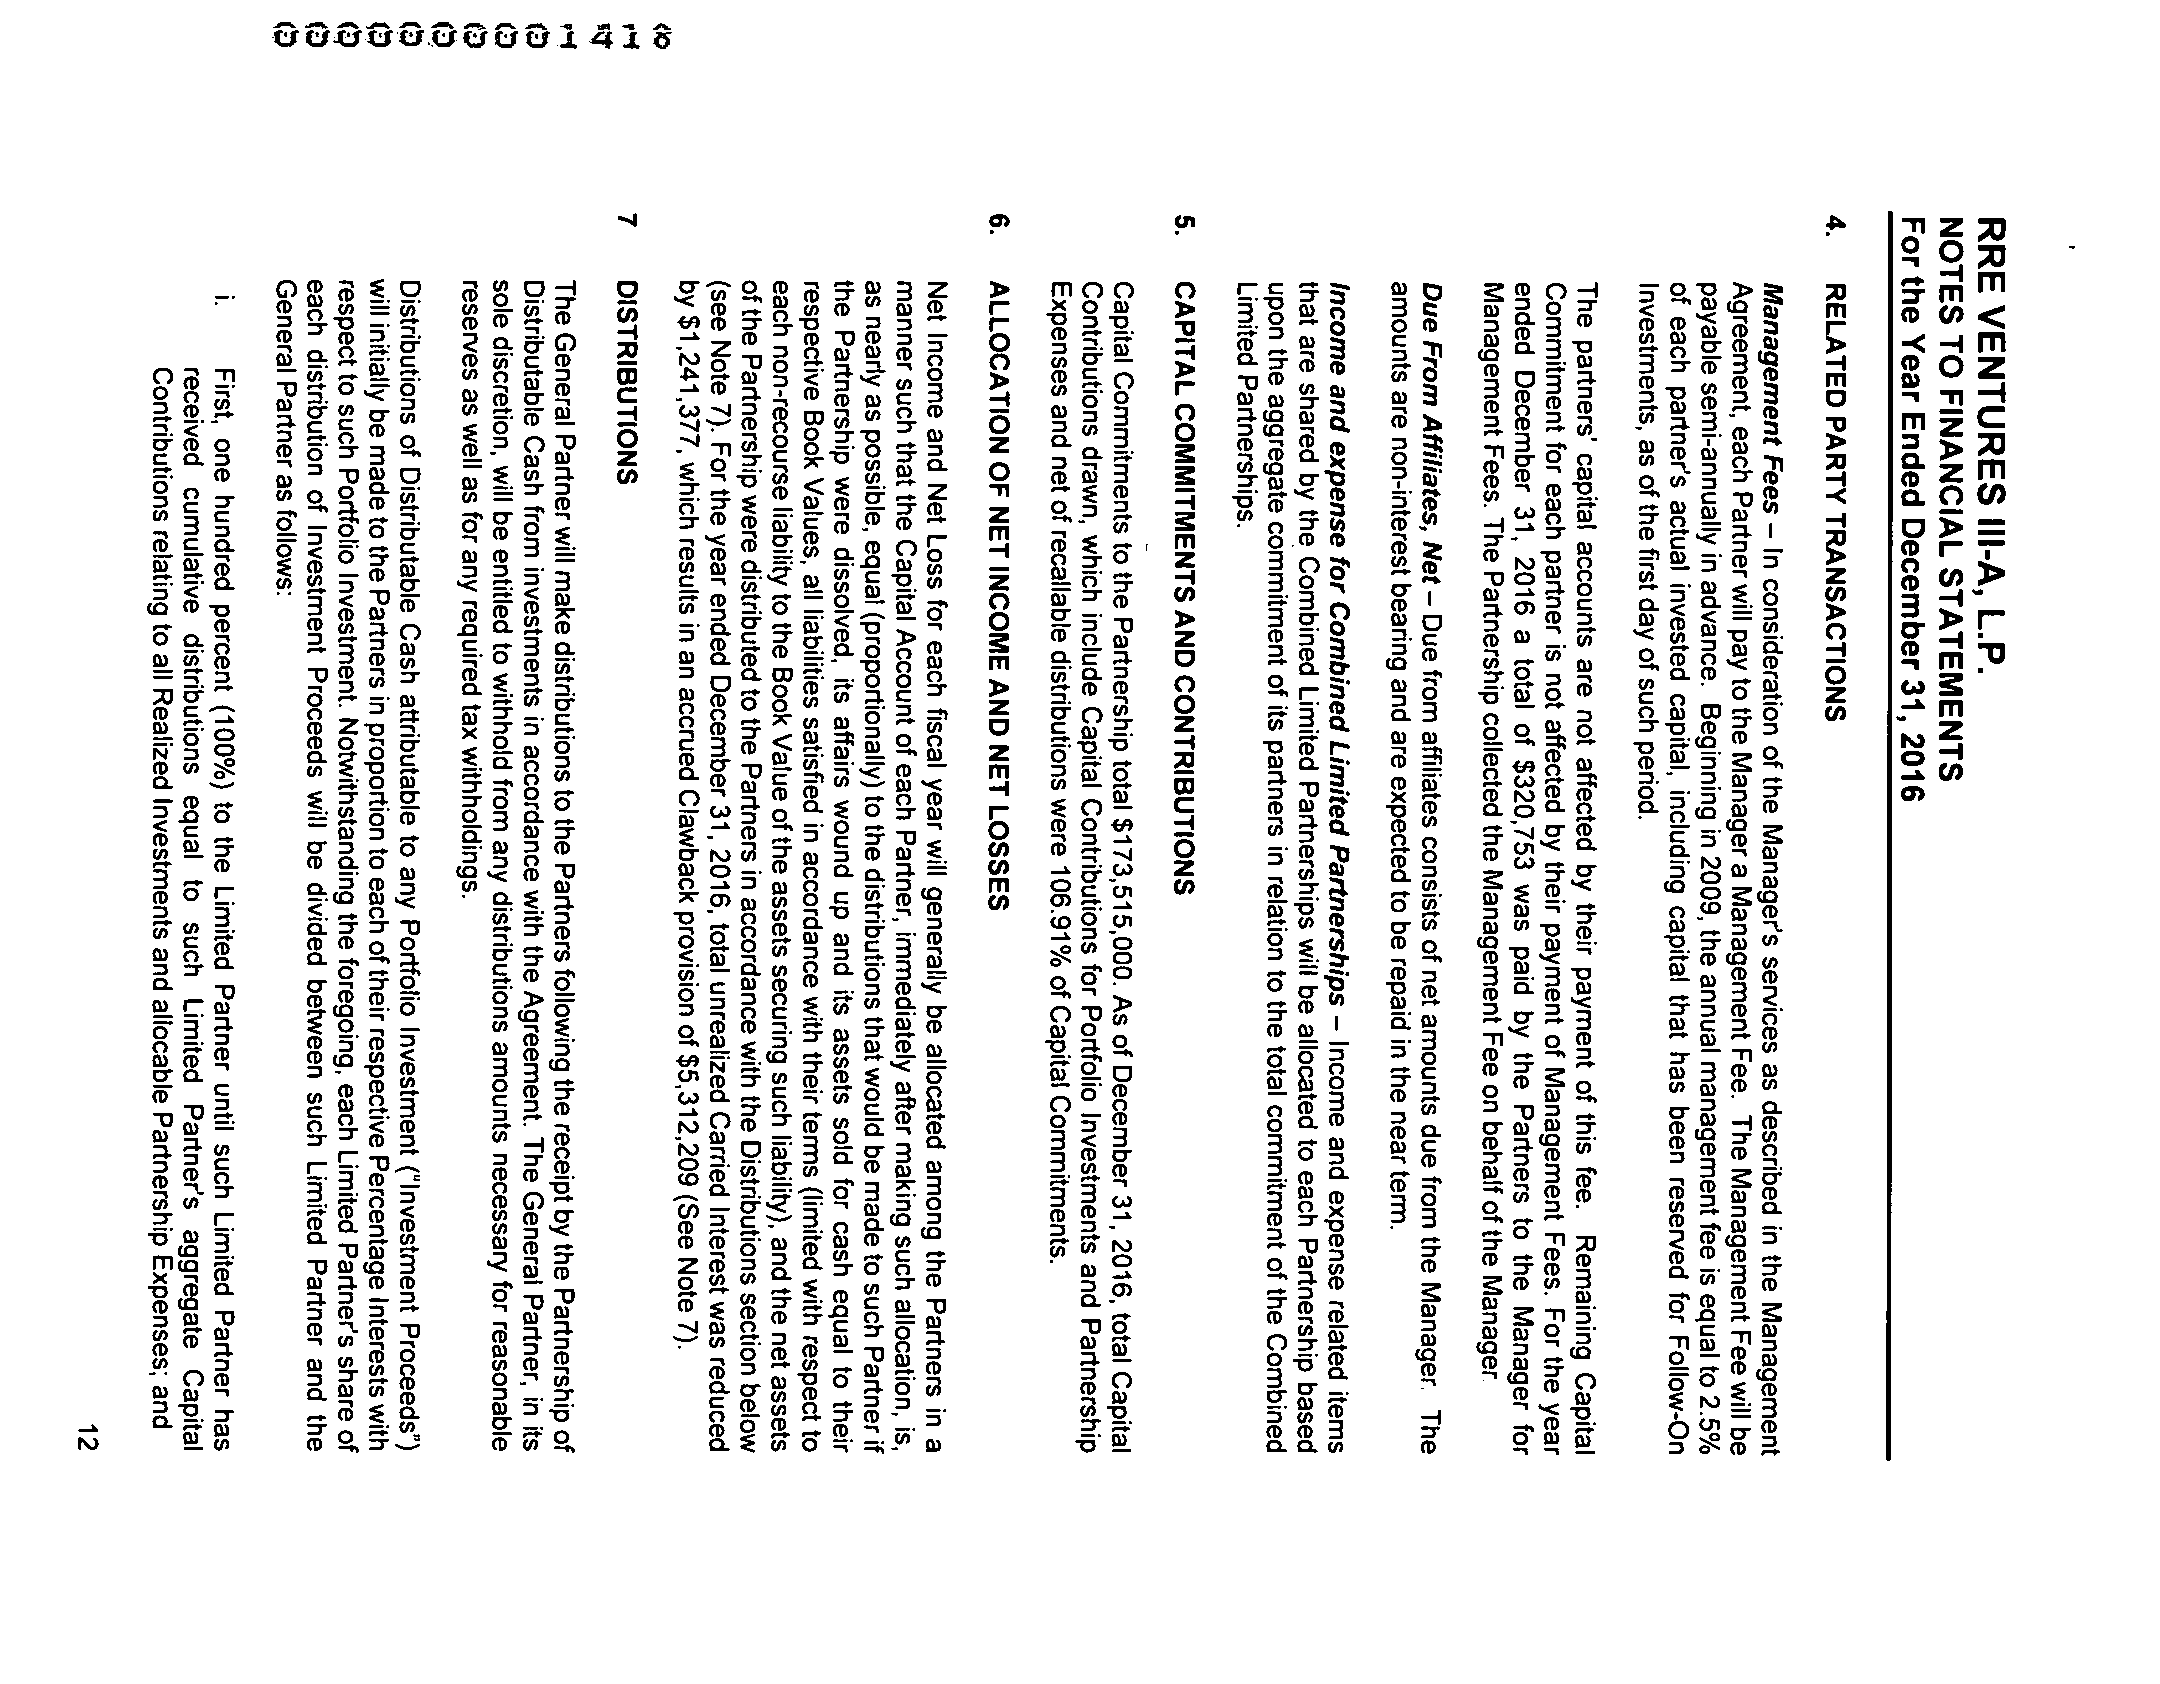 RRE VENTURES III-A, L.P.
NOTES TO FINANCIAL STATEMENTS
For the Year Ended December 31, 2016
4. RELATED PARTY TRANSACTIONS
Management Fees – In consideration of the Manager's services as described in the Management
Agreement, each Partner will pay to the Manager a Management Fee. The Management Fee will be
payable semi-annually in advance. Beginning in 2009, the annual management fee is equal to 2.5%
of each partner's actual invested capital, including capital that has been reserved for Follow-On
Investments, as of the first day of such period.
The partners' capital accounts are not affected by their payment of this fee. Remaining Capital
Commitment for each partner is not affected by their payment of Management Fees. For the year
ended December 31, 2016 a total of $320,753 was paid by the Partners to the Manager for
Management Fees. The Partnership collected the Management Fee on behalf of the Manager.
Due From Affiliates, Net – Due from affiliates consists of net amounts due from the Manager. The
amounts are non-interest bearing and are expected to be repaid in the near term.
Income and expense for Combined Limited Partnerships – Income and expense related items
that are shared by the Combined Limited Partnerships will be allocated to each Partnership based
upon the aggregate commitment of its partners in relation to the total commitment of the Combined
Limited Partnerships.
5. CAPITAL COMMITMENTS AND CONTRIBUTIONS
Capital Commitments to the Partnership total $173,515,000. As of December 31, 2016, total Capital
Contributions drawn, which include Capital Contributions for Portfolio Investments and Partnership
Expenses and net of recallable distributions were 106.91% of Capital Commitments.
6. ALLOCATION OF NET INCOME AND NET LOSSES
Net Income and Net Loss for each fiscal year will generally be allocated among the Partners in a
manner such that the Capital Account of each Partner, immediately after making such allocation, is,
as nearly as possible, equal (proportionally) to the distributions that would be made to such Partner if
the Partnership were dissolved, its affairs wound up and its assets sold for cash equal to their
respective Book Values, all liabilities satisfied in accordance with their terms (limited with respect to
each non-recourse liability to the Book Value of the assets securing such liability), and the net assets
of the Partnership were distributed to the Partners in accordance with the Distributions section below
(see Note 7). For the year ended December 31, 2016, total unrealized Carried Interest was reduced
by $1,241,377, which results in an accrued Clawback provision of $5,312,209 (See Note 7).
7 DISTRIBUTIONS
The General Partner will make distributions to the Partners following the receipt by the Partnership of
Distributable Cash from investments in accordance with the Agreement. The General Partner, in its
sole discretion, will be entitled to withhold from any distributions amounts necessary for reasonable
reserves as well as for any required tax withholdings.
Distributions of Distributable Cash attributable to any Portfolio Investment ("Investment Proceeds")
will initially be made to the Partners in proportion to each of their respective Percentage Interests with
respect to such Portfolio Investment. Notwithstanding the foregoing, each Limited Partner's share of
each distribution of Investment Proceeds will be divided between such Limited Partner and the
General Partner as follows:
i. First, one hundred percent (100%) to the Limited Partner until such Limited Partner has
received cumulative distributions equal to such Limited Partner's aggregate Capital
Contributions relating to all Realized Investments and allocable Partnership Expenses; and
12
0000000001416